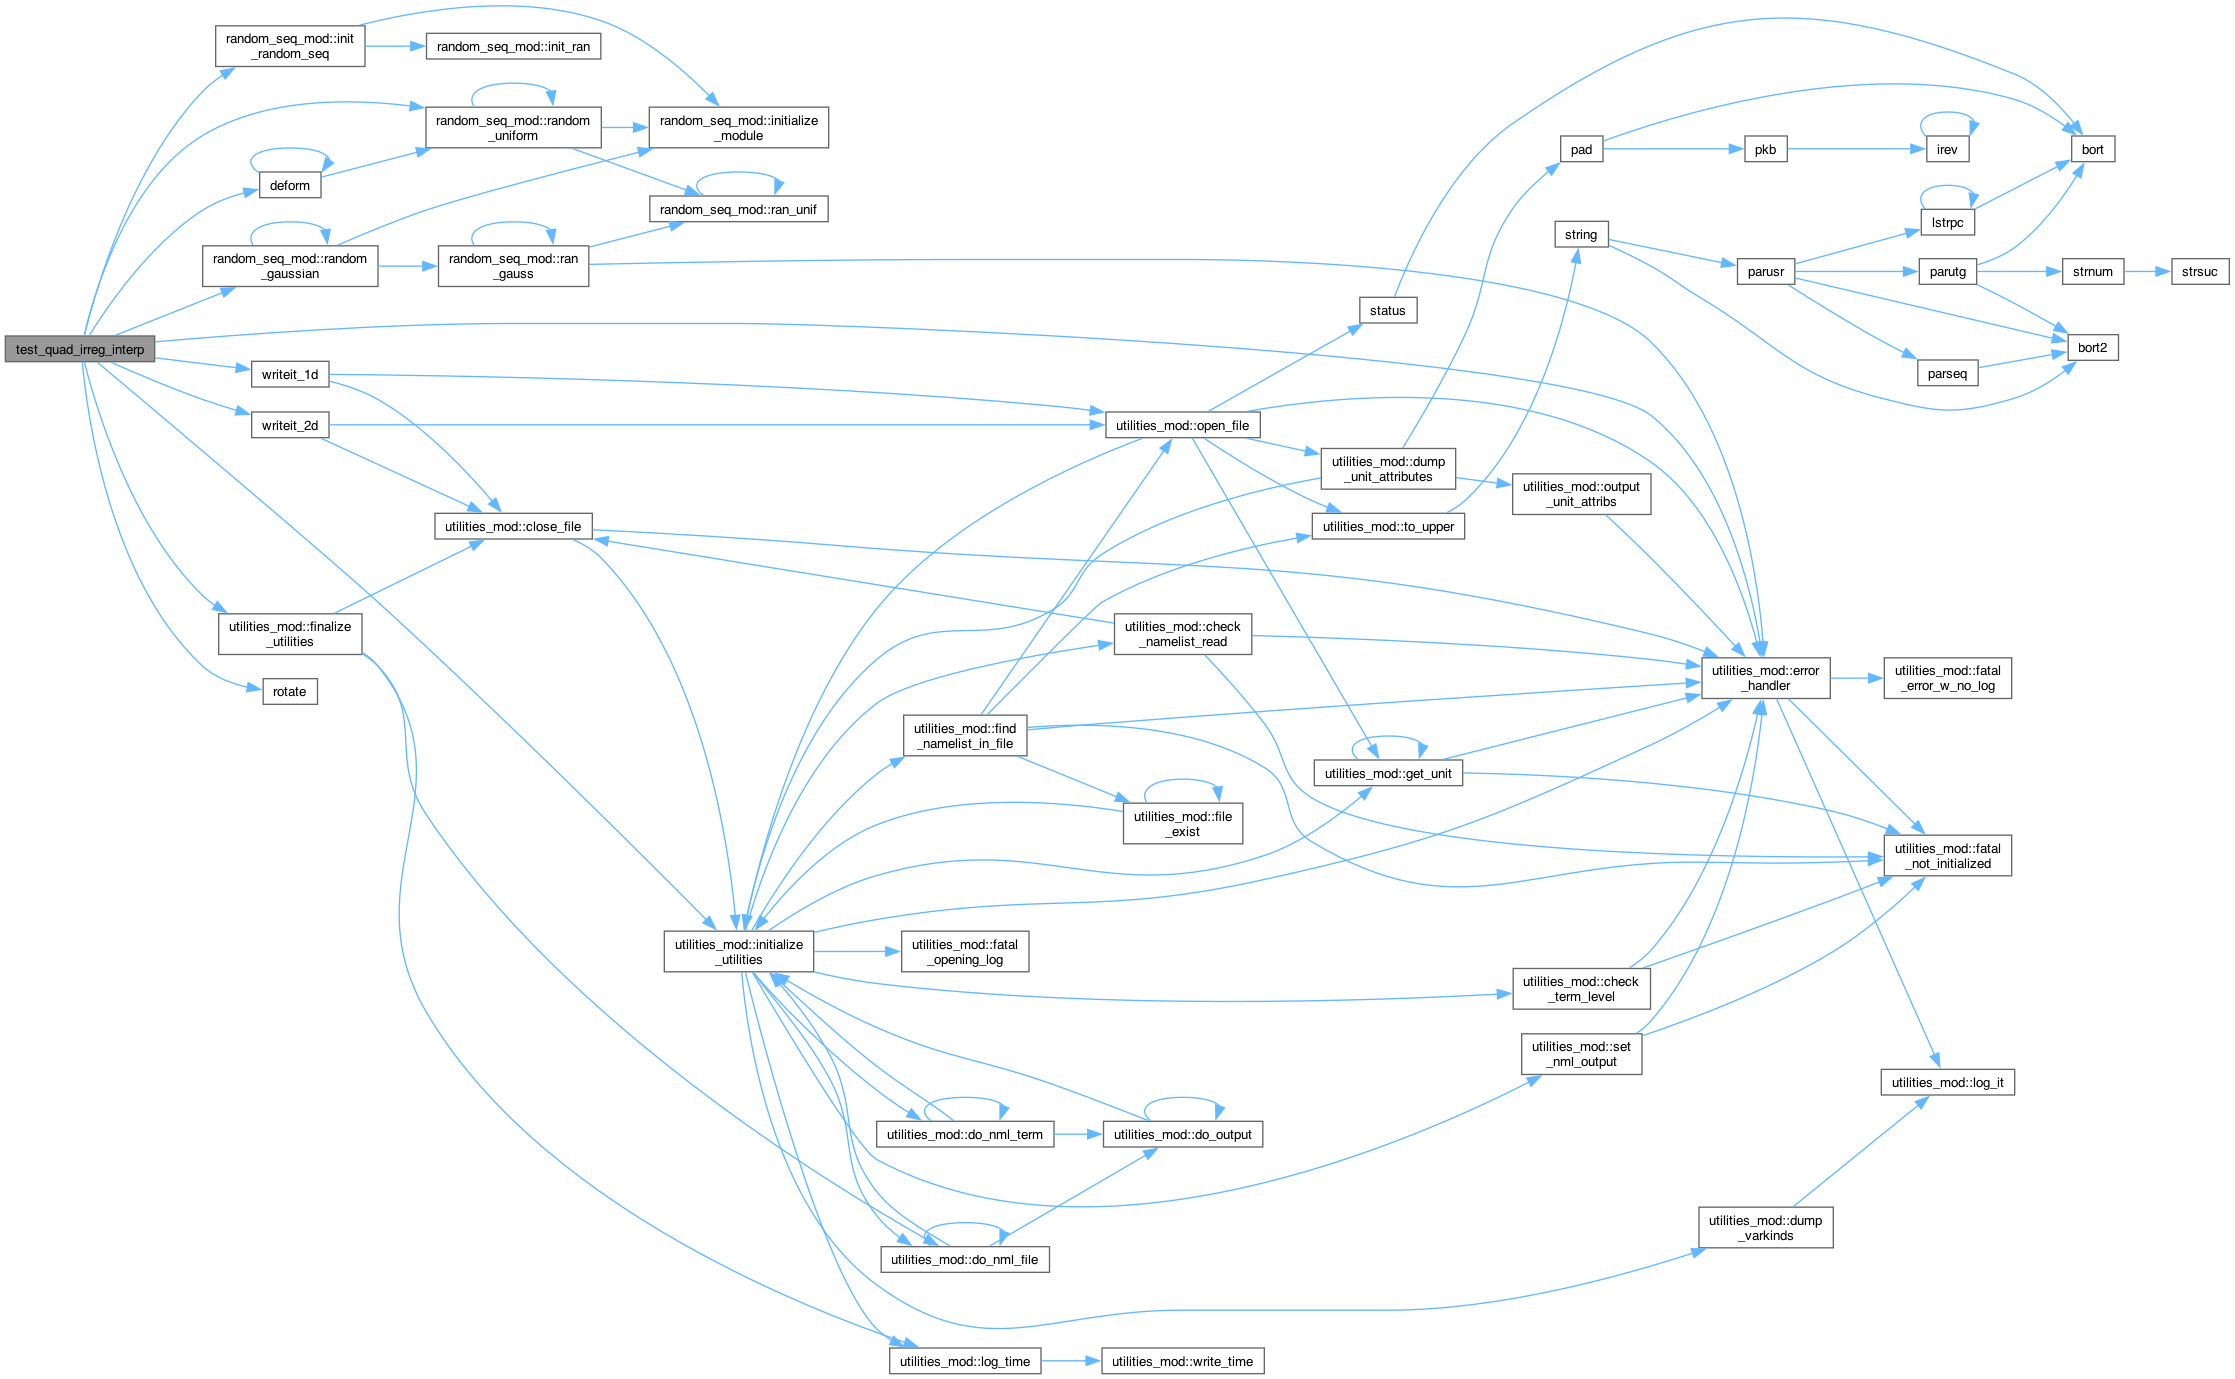 test_quad_irreg_interp
random_seq_mod::init
_random_seq
random_seq_mod::init_ran
random_seq_mod::random
_uniform
random_seq_mod::initialize
_module
deform
random_seq_mod::ran_unif
random_seq_mod::random
_gaussian
random_seq_mod::ran
_gauss
writeit_1d
writeit_2d
utilities_mod::close_file
utilities_mod::finalize
_utilities
rotate
utilities_mod::initialize
_utilities
utilities_mod::open_file
status
utilities_mod::dump
_unit_attributes
utilities_mod::output
_unit_attribs
utilities_mod::to_upper
pad
pkb
irev
bort
string
parusr
lstrpc
parutg
strnum
strsuc
bort2
parseq
utilities_mod::check
_namelist_read
utilities_mod::find
_namelist_in_file
utilities_mod::file
_exist
utilities_mod::get_unit
utilities_mod::error
_handler
utilities_mod::fatal
_error_w_no_log
utilities_mod::fatal
_not_initialized
utilities_mod::fatal
_opening_log
utilities_mod::check
_term_level
utilities_mod::set
_nml_output
utilities_mod::log_it
utilities_mod::do_nml_term
utilities_mod::do_output
utilities_mod::dump
_varkinds
utilities_mod::do_nml_file
utilities_mod::log_time
utilities_mod::write_time